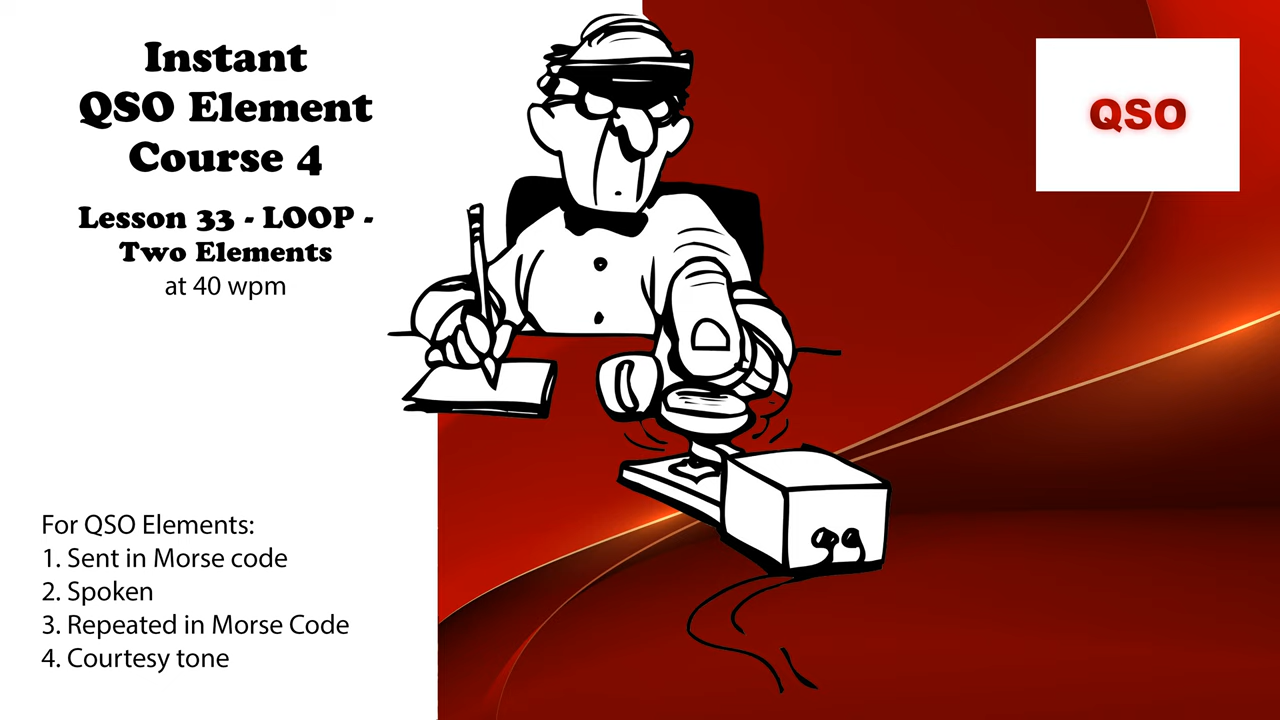 Instant
QSO Element
Course 4
Lesson 33 - LOOP -
Two Elements
at 40 wpm
QSO
For QSO Elements:
1. Sent in Morse code
2. Spoken
3. Repeated in Morse Code
4. Courtesy tone